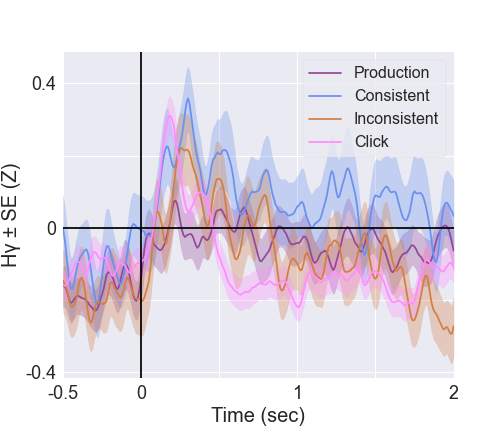 Production
Consistent
Inconsistent
Click
0.4
0
-0.4
Hγ ± SE (Z)
-0.5
0
1
2
Time (sec)